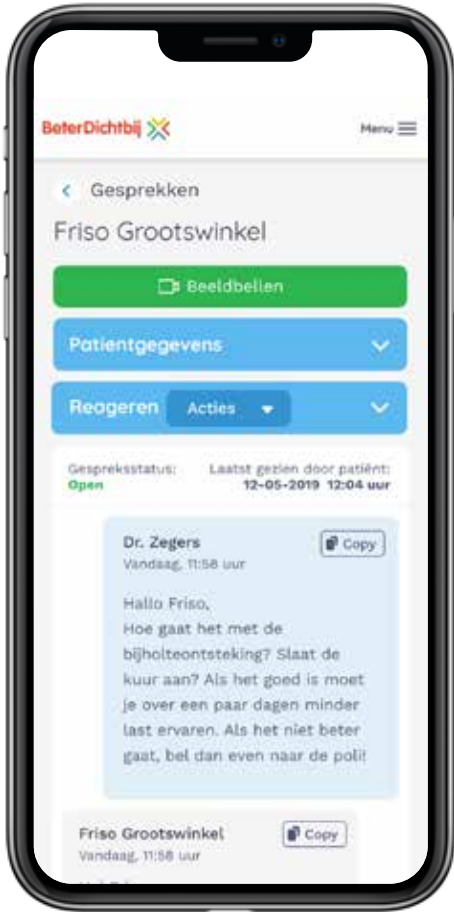 BeterDichtbij
Menu
Gesprekken
Friso Grootswinkel
Beeldbellen
Patientgegevens
Reageren Acties
Gespreksstatus: Laatst gezien door patiënt:
Open 12-05-2019 12:04 uur
Dr. Zegers Copy
Vandaag, 11:58 uur
Hallo Friso,
Hoe gaat het met de
bijholteontsteking? Slaat de
kuur aan? Als het goed is moet
je over een paar dagen minder
last ervaren. Als het niet beter
gaat, bel dan even naar de poli!
Friso Grootswinkel Copy
Vandaag, 11:58 uur